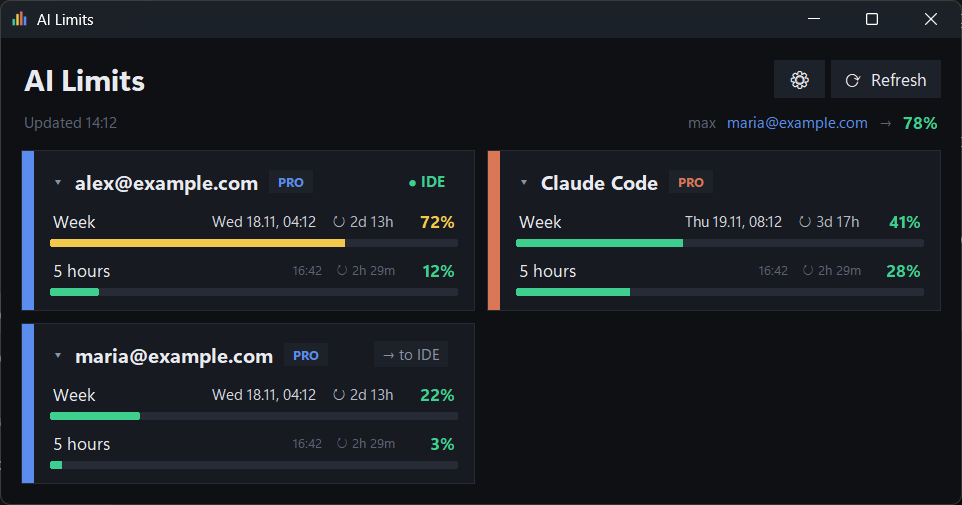 AI Limits
AI Limits
Refresh
Updated 14:12
max maria@example.com → 78%
alex@example.com PRO ● IDE
Week Wed 18.11, 04:12 ↻ 2d 13h 72%
5 hours 16:42 ↻ 2h 29m 12%
Claude Code PRO
Week Thu 19.11, 08:12 ↻ 3d 17h 41%
5 hours 16:42 ↻ 2h 29m 28%
maria@example.com PRO → to IDE
Week Wed 18.11, 04:12 ↻ 2d 13h 22%
5 hours 16:42 ↻ 2h 29m 3%